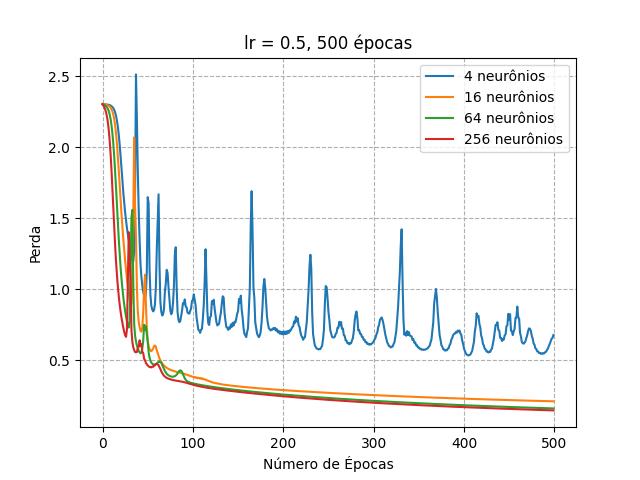 lr = 0.5, 500 épocas
4 neurônios
16 neurônios
64 neurônios
256 neurônios
Perda
2.5
2.0
1.5
1.0
0.5
0
100
200
300
400
500
Número de Épocas